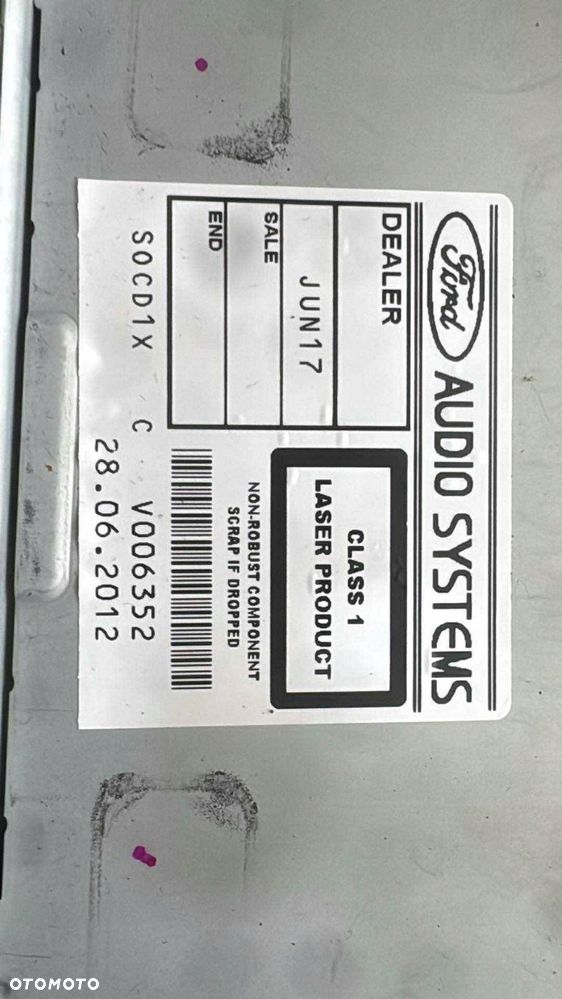 Ford AUDIO SYSTEMS
DEALER
JUN17
SALE
END
CLASS 1
LASER PRODUCT
NON-ROBUST COMPONENT
SCRAP IF DROPPED
S0CD1X C V006352
28.06.2012
OTOMOTO